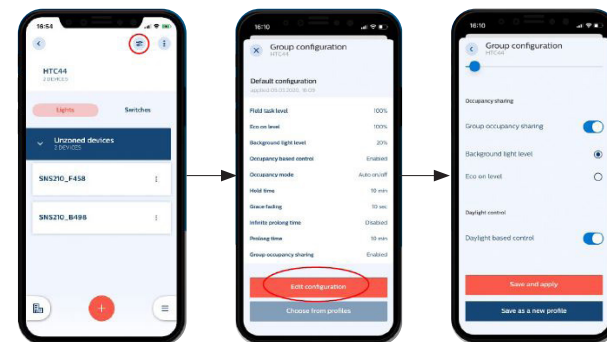 16:54
HTC44
2 DEVICES
Lights Switches
Unzoned devices
2 DEVICES
SNS210_F458
SNS210_B498
16:10
Group configuration
HTC44
Default configuration
Field task level 100%
Eco on level 100%
Background light level 20%
Occupancy based control Enabled
Occupancy mode Auto on/off
Hold time 10 min
Grace fading 10 sec
Infinite prolong time Disabled
Prolong time 10 min
Group occupancy sharing Enabled
Edit configuration
Choose from profiles
16:10
Group configuration
HTC44
Occupancy sharing
Group occupancy sharing
Background light level
Eco on level
Daylight control
Daylight based control
Save and apply
Save as a new profile